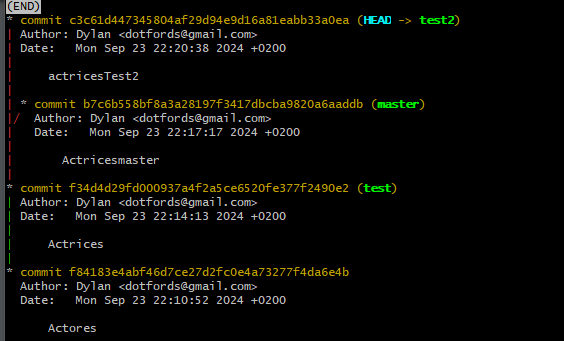 (END)
* commit c3c61d447345804af29d94e9d16a81eabb33a0ea (HEAD -> test2)
| Author: Dylan <dotfords@gmail.com>
| Date:   Mon Sep 23 22:20:38 2024 +0200
|
|     actricesTest2
|
| * commit b7c6b558bf8a3a28197f3417dbcba9820a6aaddb (master)
|/  Author: Dylan <dotfords@gmail.com>
|   Date:   Mon Sep 23 22:17:17 2024 +0200
|
|       Actricesmaster
|
* commit f34d4d29fd000937a4f2a5ce6520fe377f2490e2 (test)
| Author: Dylan <dotfords@gmail.com>
| Date:   Mon Sep 23 22:14:13 2024 +0200
|
|     Actrices
|
* commit f84183e4abf46d7ce27d2fc0e4a73277f4da6e4b
  Author: Dylan <dotfords@gmail.com>
  Date:   Mon Sep 23 22:10:52 2024 +0200

      Actores